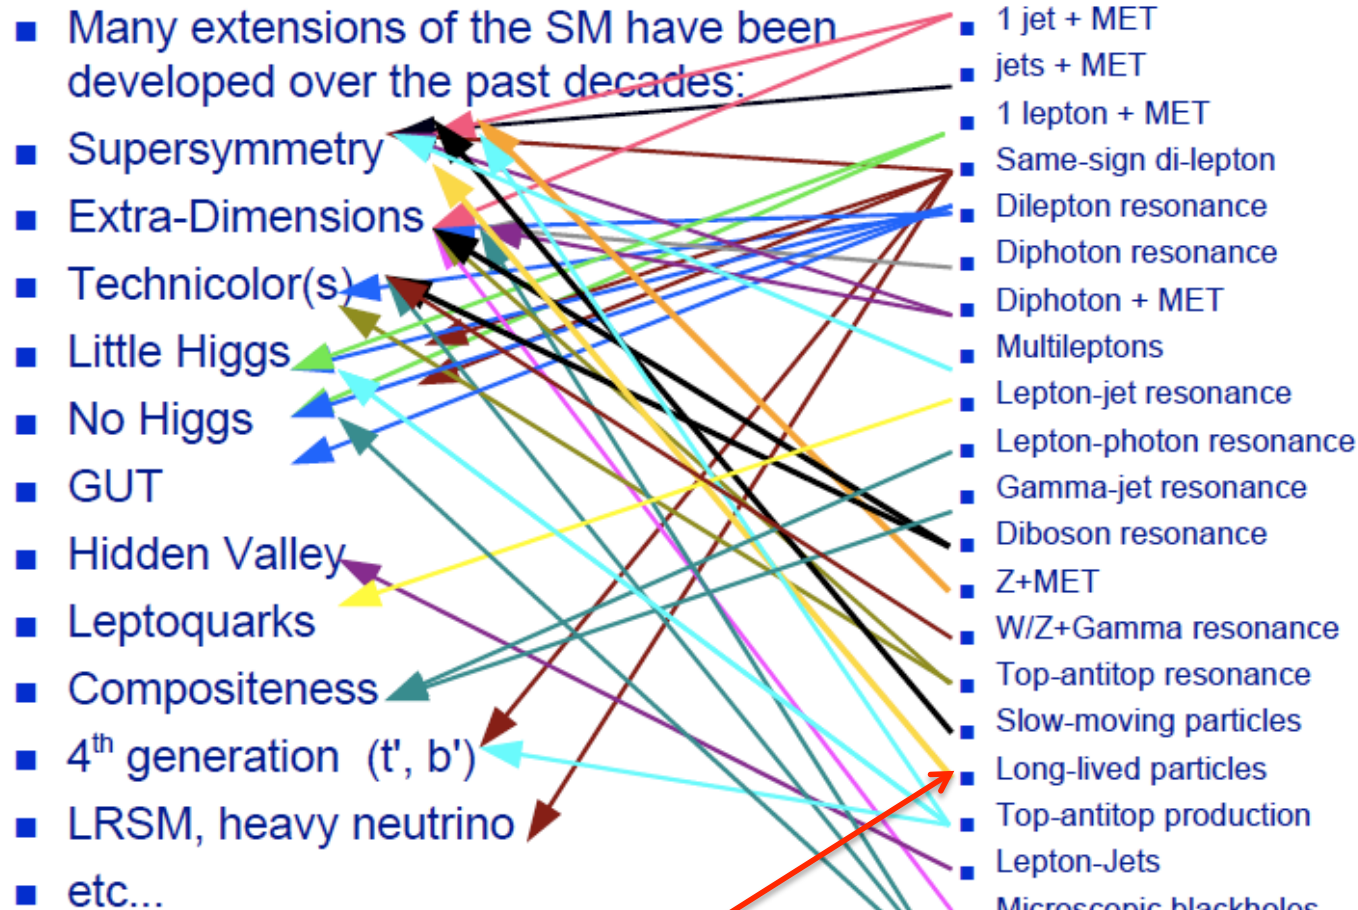 Many extensions of the SM have been
developed over the past decades:
Supersymmetry
Extra-Dimensions
Technicolor(s)
Little Higgs
No Higgs
GUT
Hidden Valley
Leptoquarks
Compositeness
4th generation (t', b')
LRSM, heavy neutrino
etc...
1 jet + MET
jets + MET
1 lepton + MET
Same-sign di-lepton
Dilepton resonance
Diphoton resonance
Diphoton + MET
Multileptons
Lepton-jet resonance
Lepton-photon resonance
Gamma-jet resonance
Diboson resonance
Z+MET
W/Z+Gamma resonance
Top-antitop resonance
Slow-moving particles
Long-lived particles
Top-antitop production
Lepton-Jets
Microscopic blackholes